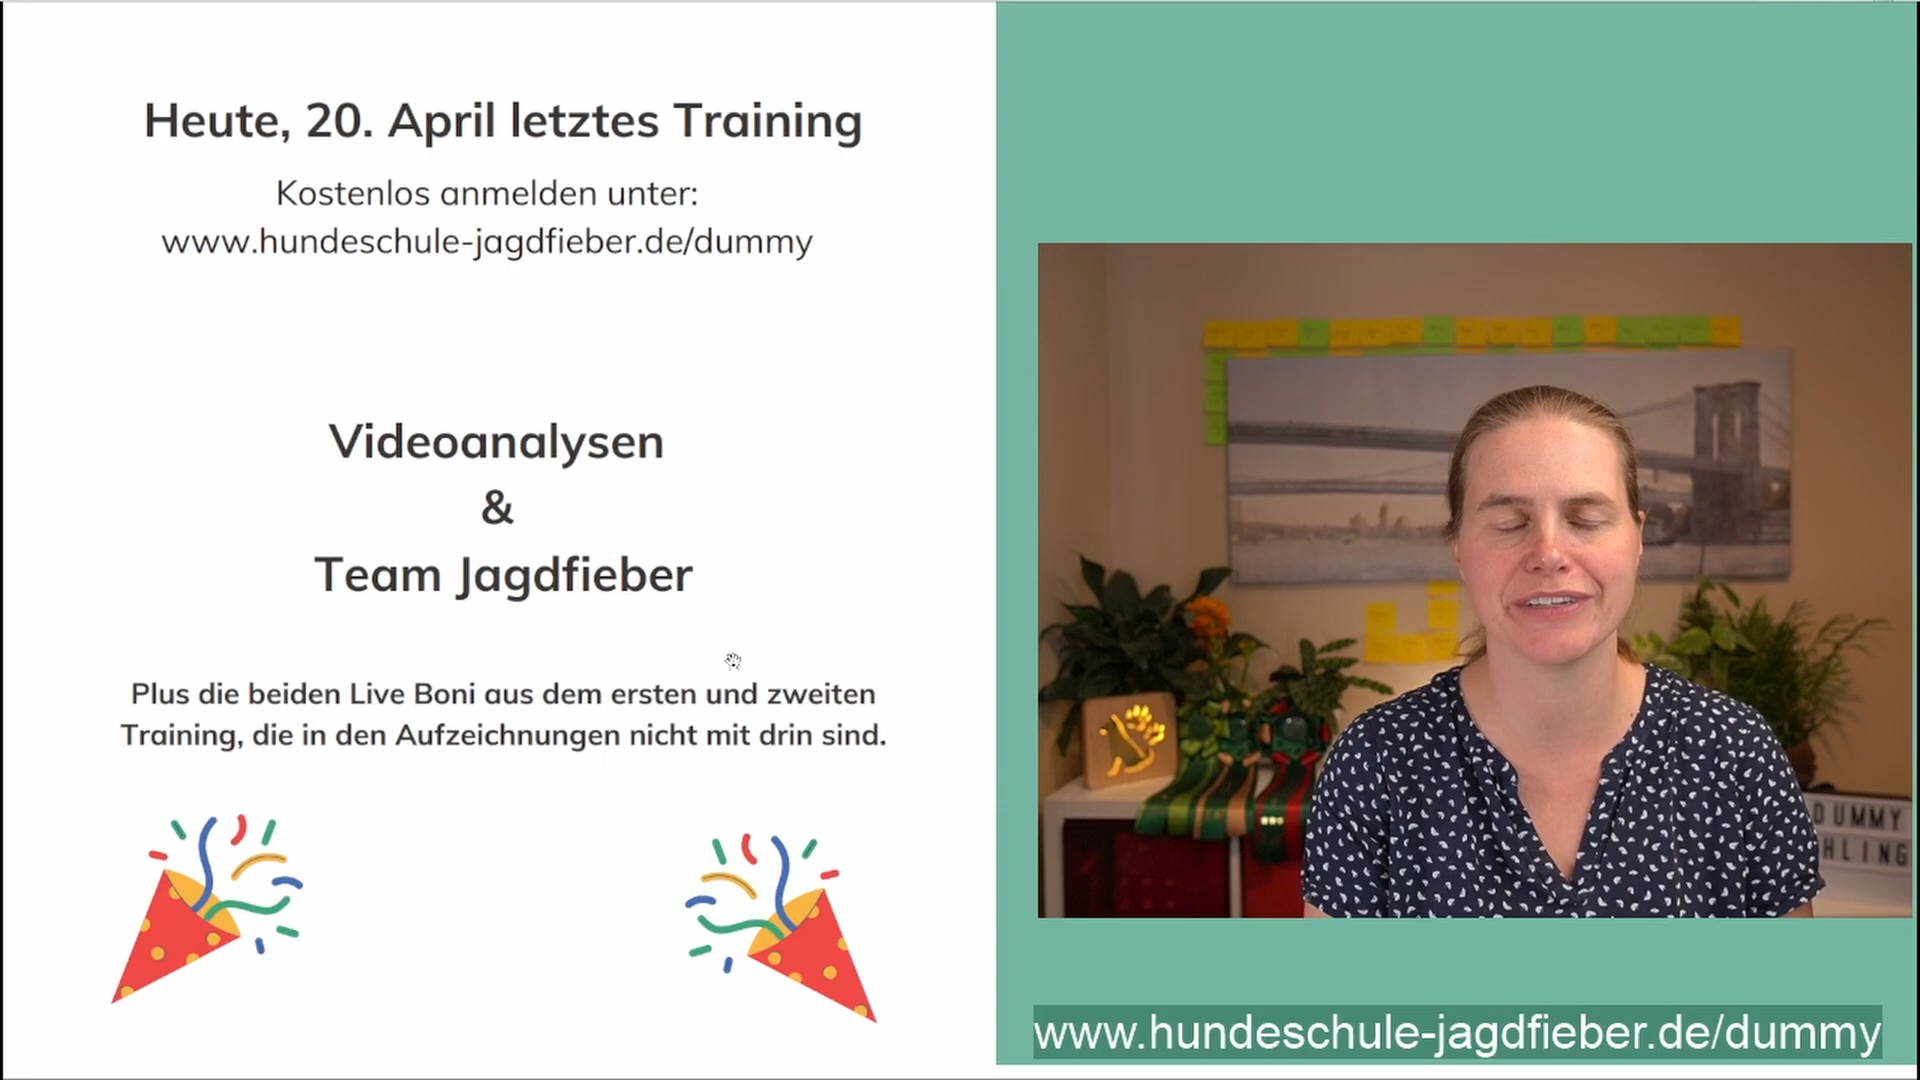 Heute, 20. April letztes Training
Kostenlos anmelden unter:
www.hundeschule-jagdfieber.de/dummy
Videoanalysen
&
Team Jagdfieber
Plus die beiden Live Boni aus dem ersten und zweiten
Training, die in den Aufzeichnungen nicht mit drin sind.
DUMMY
HLING
www.hundeschule-jagdfieber.de/dummy